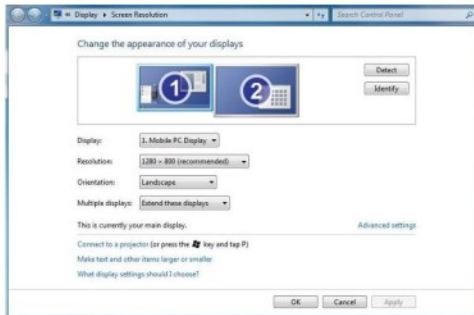 « Display ▸ Screen Resolution
Search Control Panel
Change the appearance of your displays
1
2
Detect
Identify
Display: 1. Mobile PC Display
Resolution: 1280 × 800 (recommended)
Orientation: Landscape
Multiple displays: Extend these displays
This is currently your main display. Advanced settings
Connect to a projector (or press the key and tap P)
Make text and other items larger or smaller
What display settings should I choose?
OK Cancel Apply